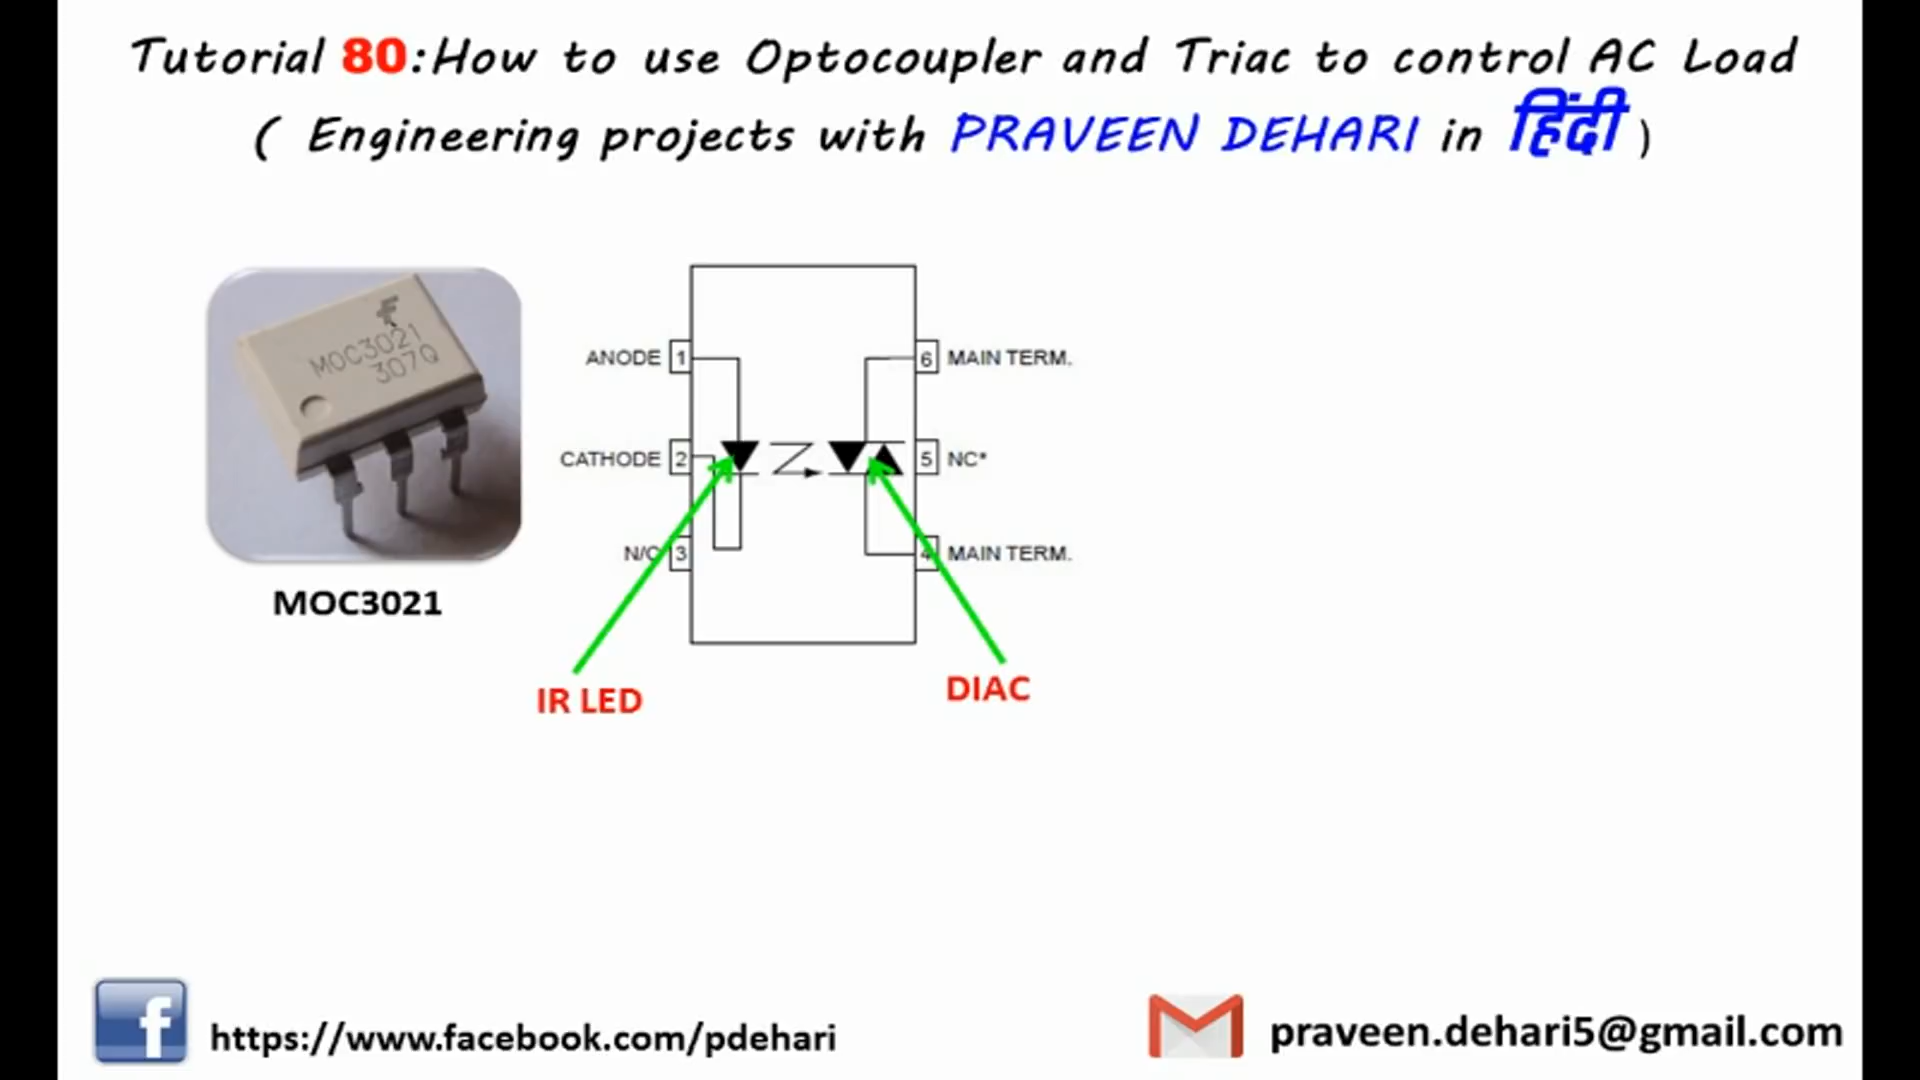 Tutorial 80:How to use Optocoupler and Triac to control AC Load
( Engineering projects with PRAVEEN DEHARI in हिंदी )
MOC3021
307Q
ANODE 1
6 MAIN TERM.
CATHODE 2
5 NC*
N/C 3
4 MAIN TERM.
MOC3021
IR LED
DIAC
https://www.facebook.com/pdehari
praveen.dehari5@gmail.com